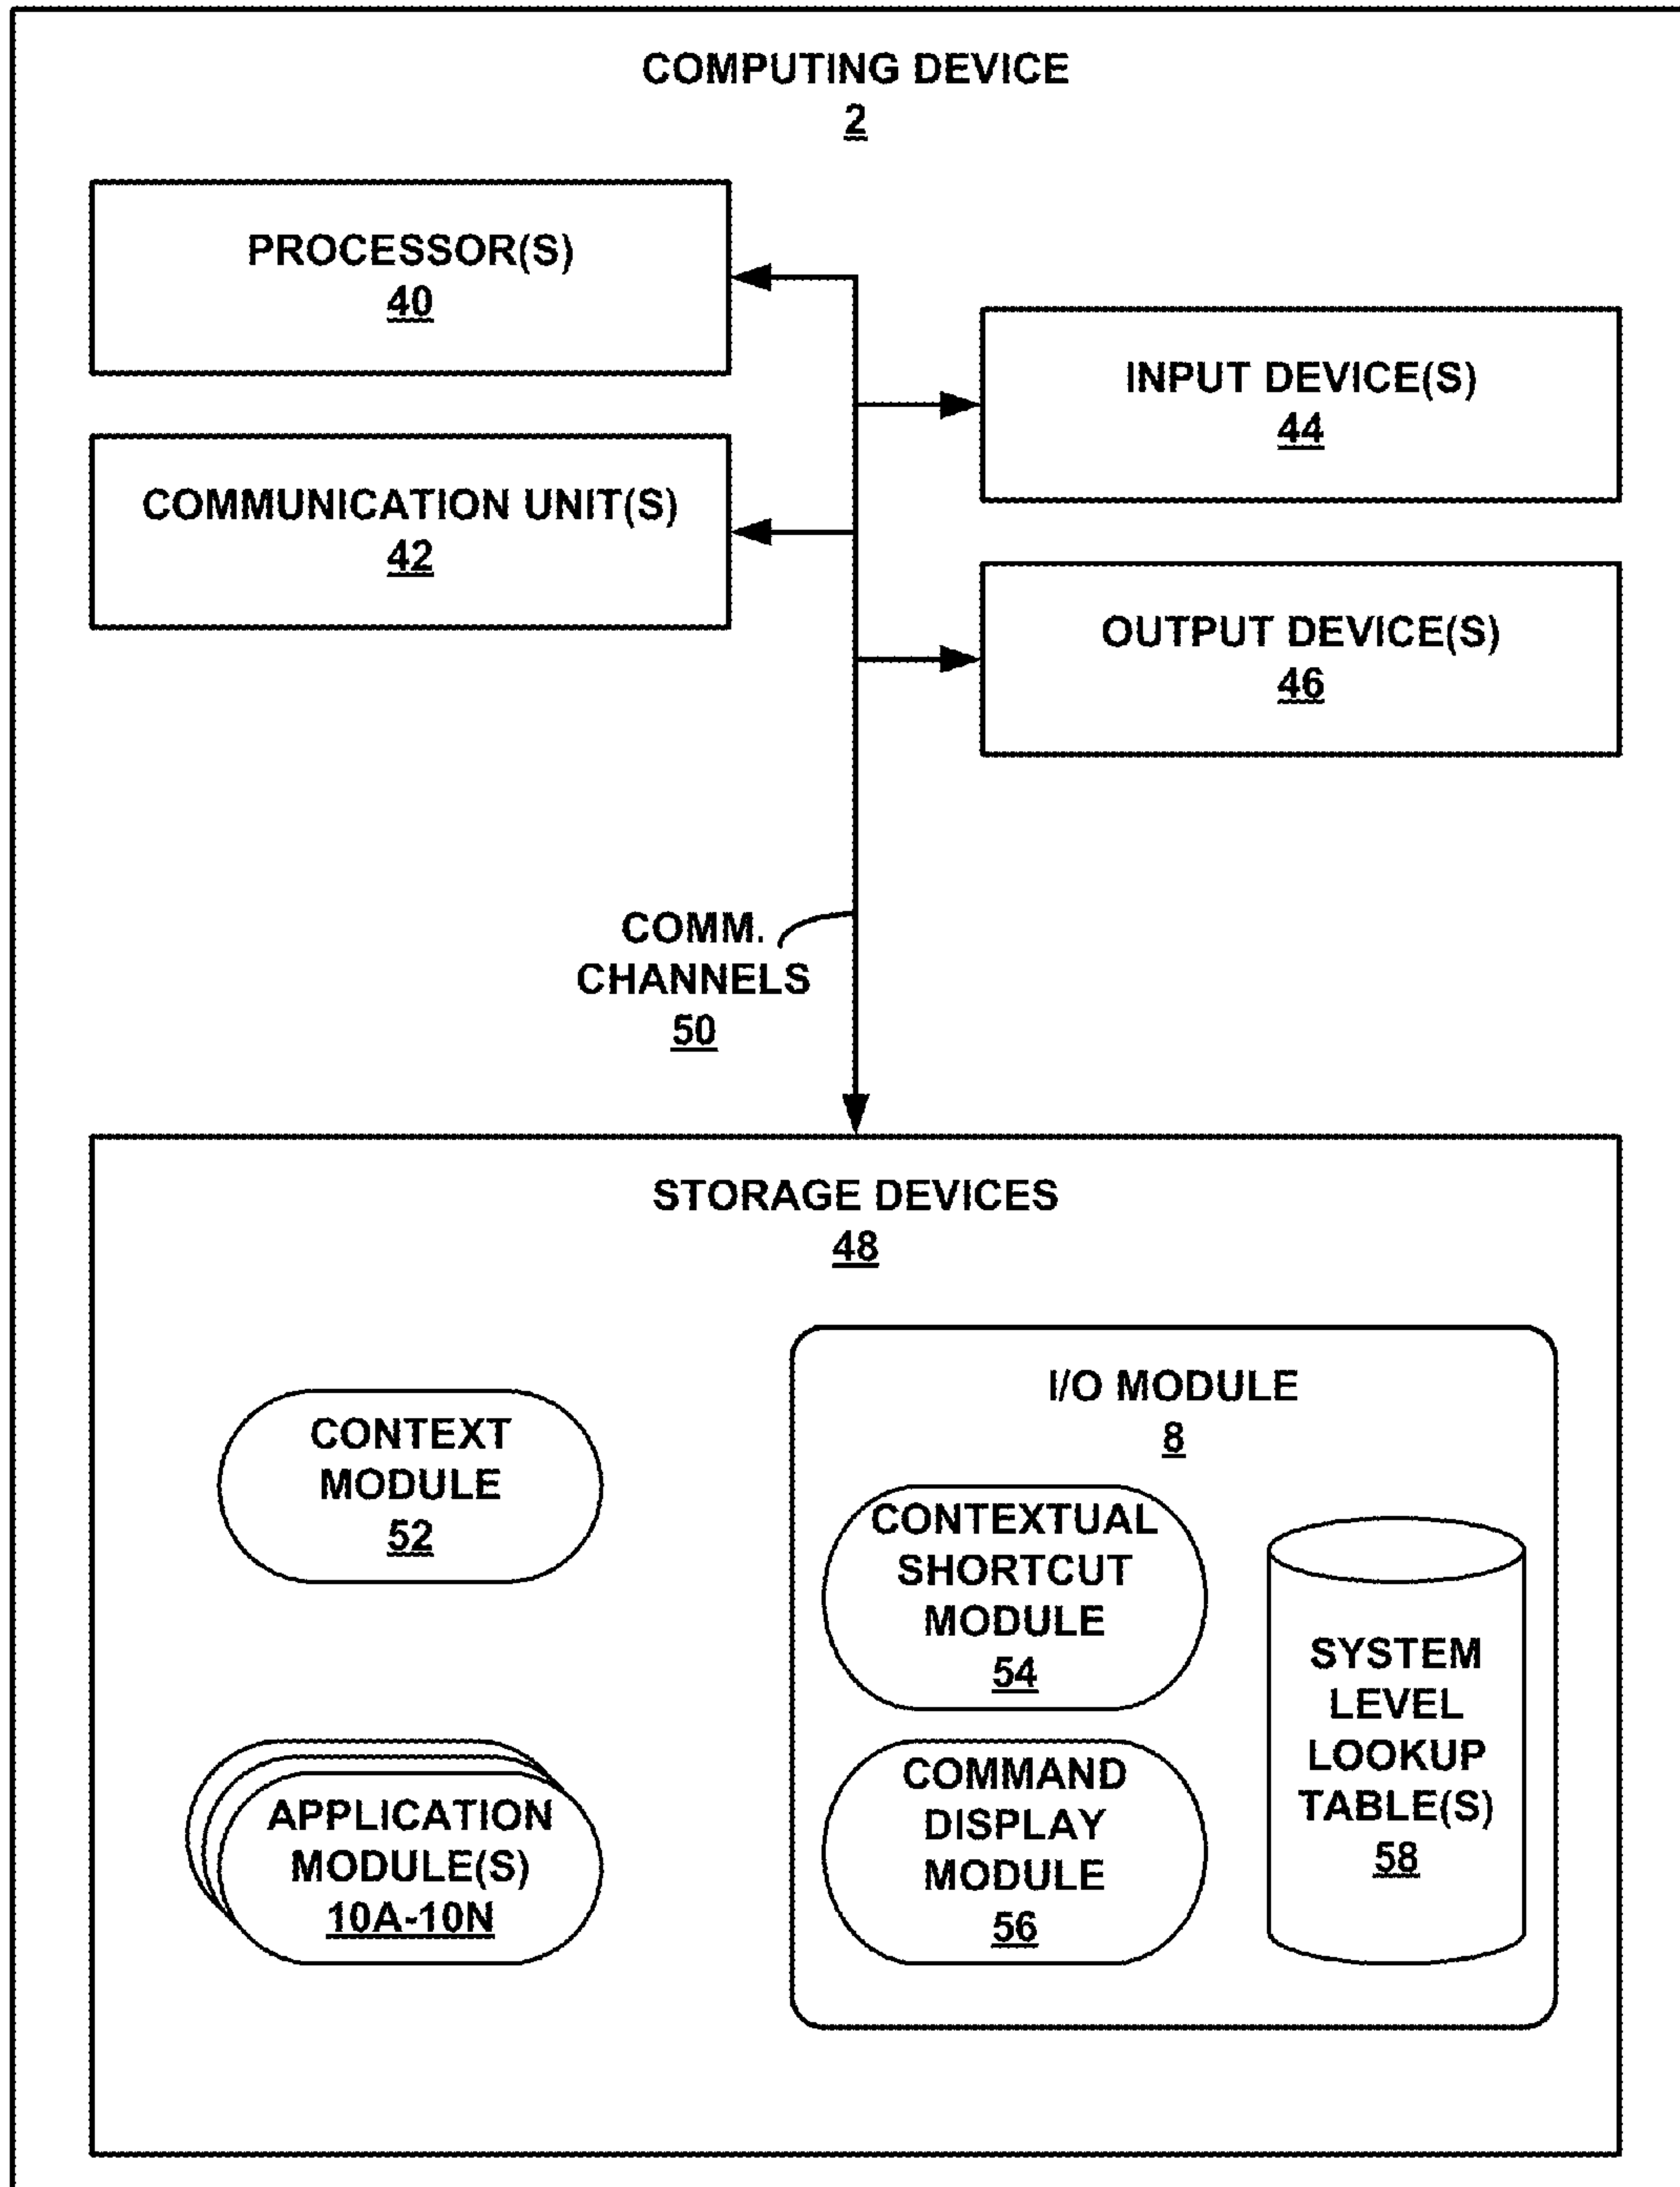 COMPUTING DEVICE
2
PROCESSOR(S)
40
INPUT DEVICE(S)
44
COMMUNICATION UNIT(S)
42
OUTPUT DEVICE(S)
46
COMM.
CHANNELS
50
STORAGE DEVICES
48
CONTEXT
MODULE
52
APPLICATION
MODULE(S)
10A-10N
I/O MODULE
8
CONTEXTUAL
SHORTCUT
MODULE
54
COMMAND
DISPLAY
MODULE
56
SYSTEM
LEVEL
LOOKUP
TABLE(S)
58